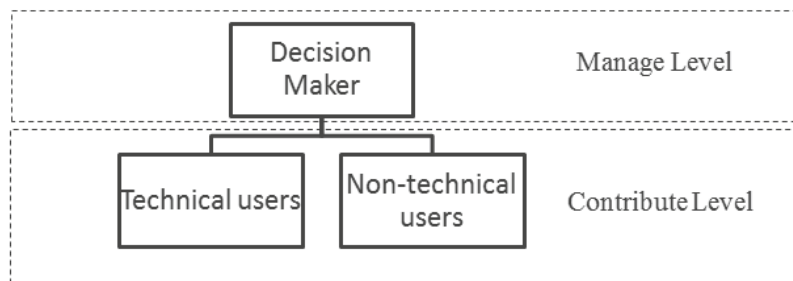 Decision
Maker
Manage Level
Technical users
Non-technical
users
Contribute Level